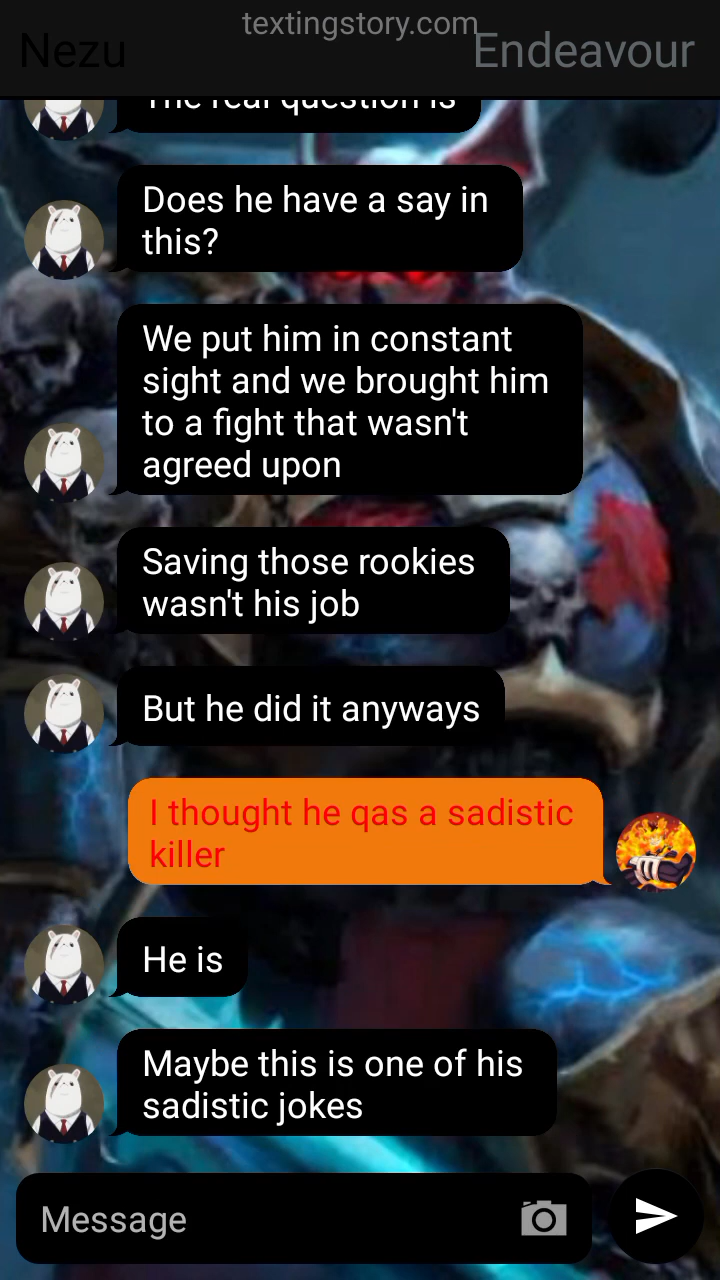 textingstory.com
Nezu
Endeavour
The real question is
Does he have a say in
this?
We put him in constant
sight and we brought him
to a fight that wasn't
agreed upon
Saving those rookies
wasn't his job
But he did it anyways
I thought he qas a sadistic
killer
He is
Maybe this is one of his
sadistic jokes
Message